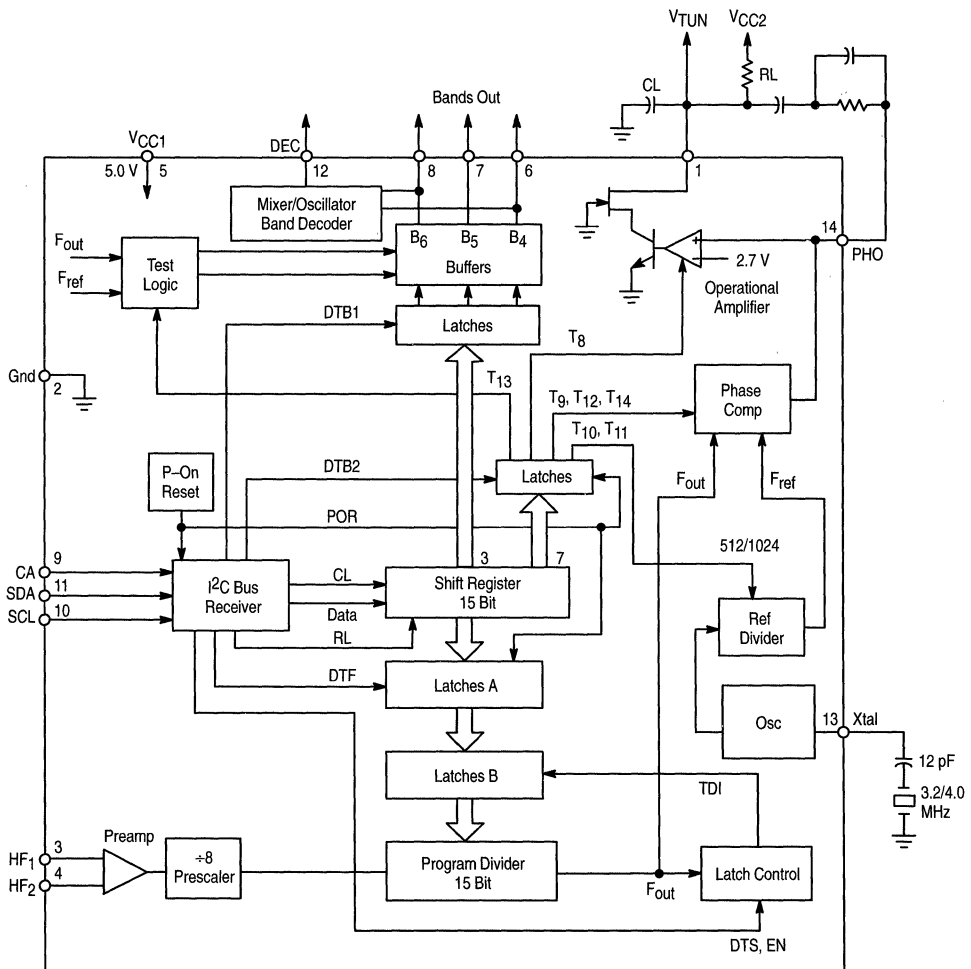 VTUN
VCC2
RL
CL
Bands Out
VCC1
5.0 V
5
DEC
12
8
7
6
1
Mixer/Oscillator
Band Decoder
B6
B5
B4
Buffers
Fout
Fref
Test
Logic
14
PHO
2.7 V
Operational
Amplifier
DTB1
Latches
T8
Gnd
2
T13
T9, T12, T14
Phase
Comp
T10, T11
P–On
Reset
DTB2
Latches
Fout
Fref
POR
512/1024
3
7
CA
9
SDA
11
SCL
10
I2C Bus
Receiver
CL
Data
RL
Shift Register
15 Bit
Ref
Divider
DTF
Latches A
Osc
13
Xtal
12 pF
3.2/4.0
MHz
Latches B
TDI
Preamp
HF1
3
HF2
4
÷8
Prescaler
Program Divider
15 Bit
Fout
Latch Control
DTS, EN